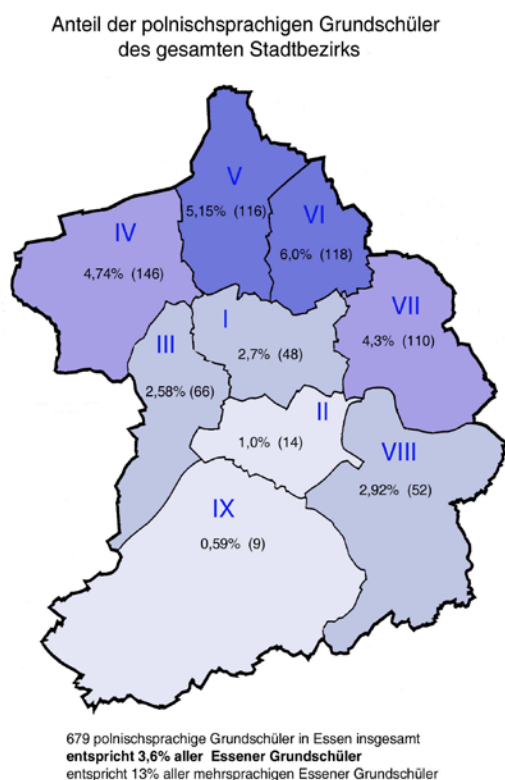 Anteil der polnischsprachigen Grundschüler
des gesamten Stadtbezirks
V
5,15% (116)
VI
6,0% (118)
IV
4,74% (146)
VII
4,3% (110)
I
2,7% (48)
III
2,58% (66)
II
1,0% (14)
VIII
2,92% (52)
IX
0,59% (9)
679 polnischsprachige Grundschüler in Essen insgesamt
entspricht 3,6% aller Essener Grundschüler
entspricht 13% aller mehrsprachigen Essener Grundschüler